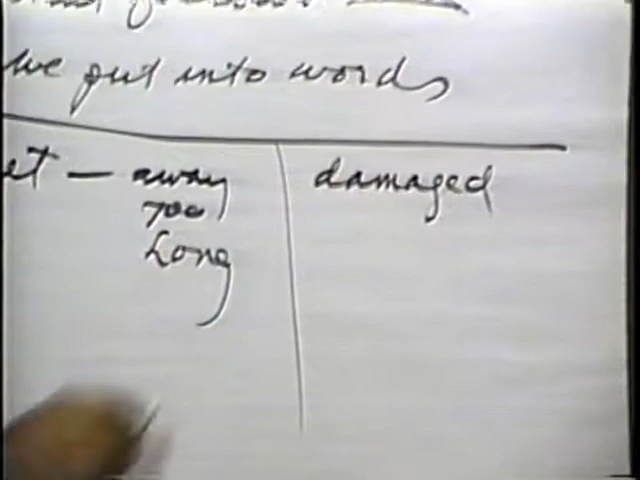 we put into words
et — away damaged
too
Long